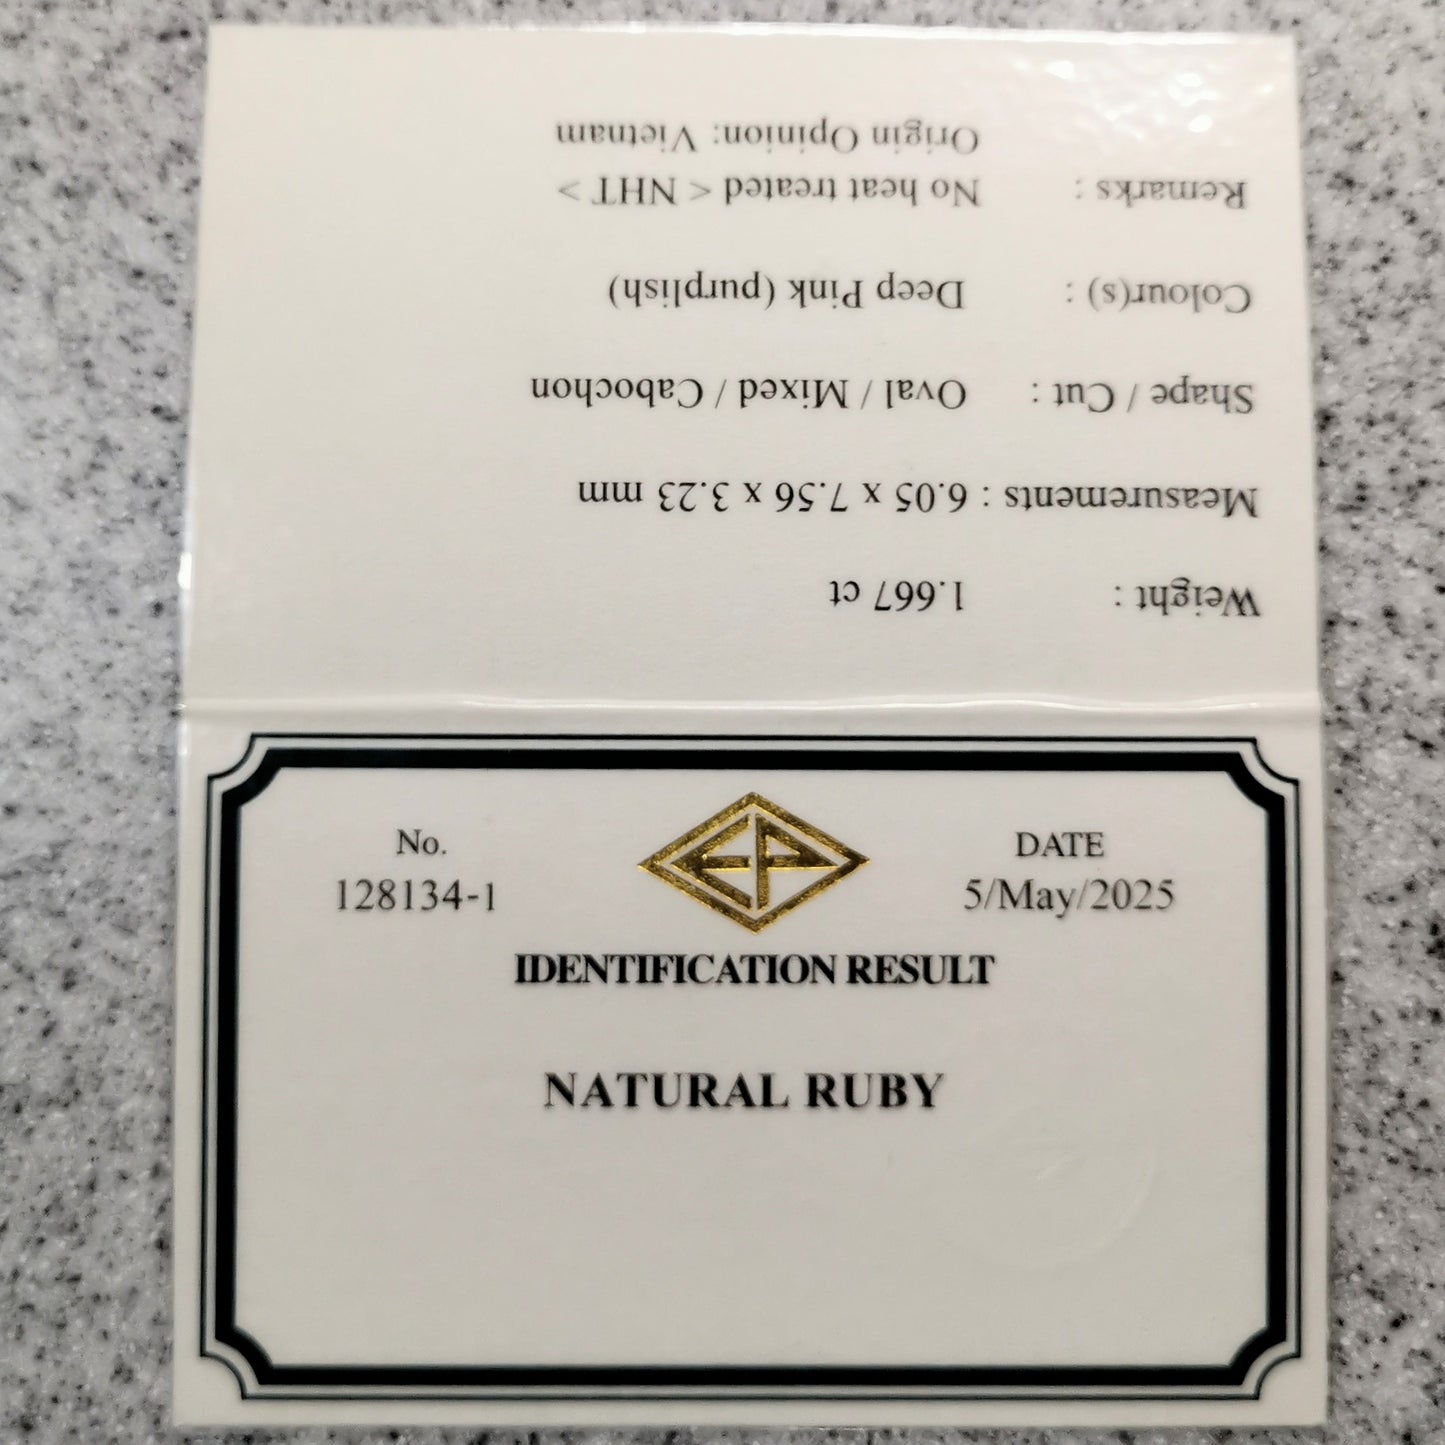 No.
128134-1
EP
DATE
5/May/2025
IDENTIFICATION RESULT
NATURAL RUBY
Weight : 1.667 ct
Measurements : 6.05 x 7.56 x 3.23 mm
Shape / Cut : Oval / Mixed / Cabochon
Colour(s) : Deep Pink (purplish)
Remarks : No heat treated < NHT >
Origin Opinion: Vietnam